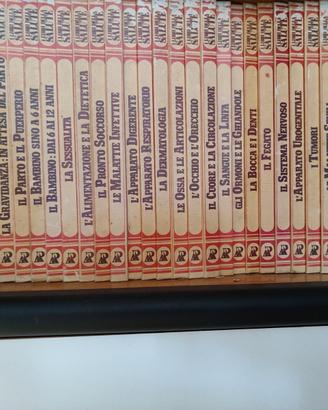 La Gravidanza: in Attesa del Parto
Il Parto e il Puerperio
Il Bambino sino a 6 anni
Il Bambino: dai 6 ai 12 anni
La Sessualità
L'Alimentazione e la Dietetica
Il Pronto Soccorso
Le Malattie Infettive
L'Apparato Digerente
L'Apparato Respiratorio
La Dermatologia
Le Ossa e le Articolazioni
L'Occhio e l'Orecchio
Il Cuore e la Circolazione
Il Sangue e la Linfa
Gli Ormoni e le Ghiandole
La Bocca e i Denti
Il Fegato
Il Sistema Nervoso
L'Apparato Urogenitale
I Tumori